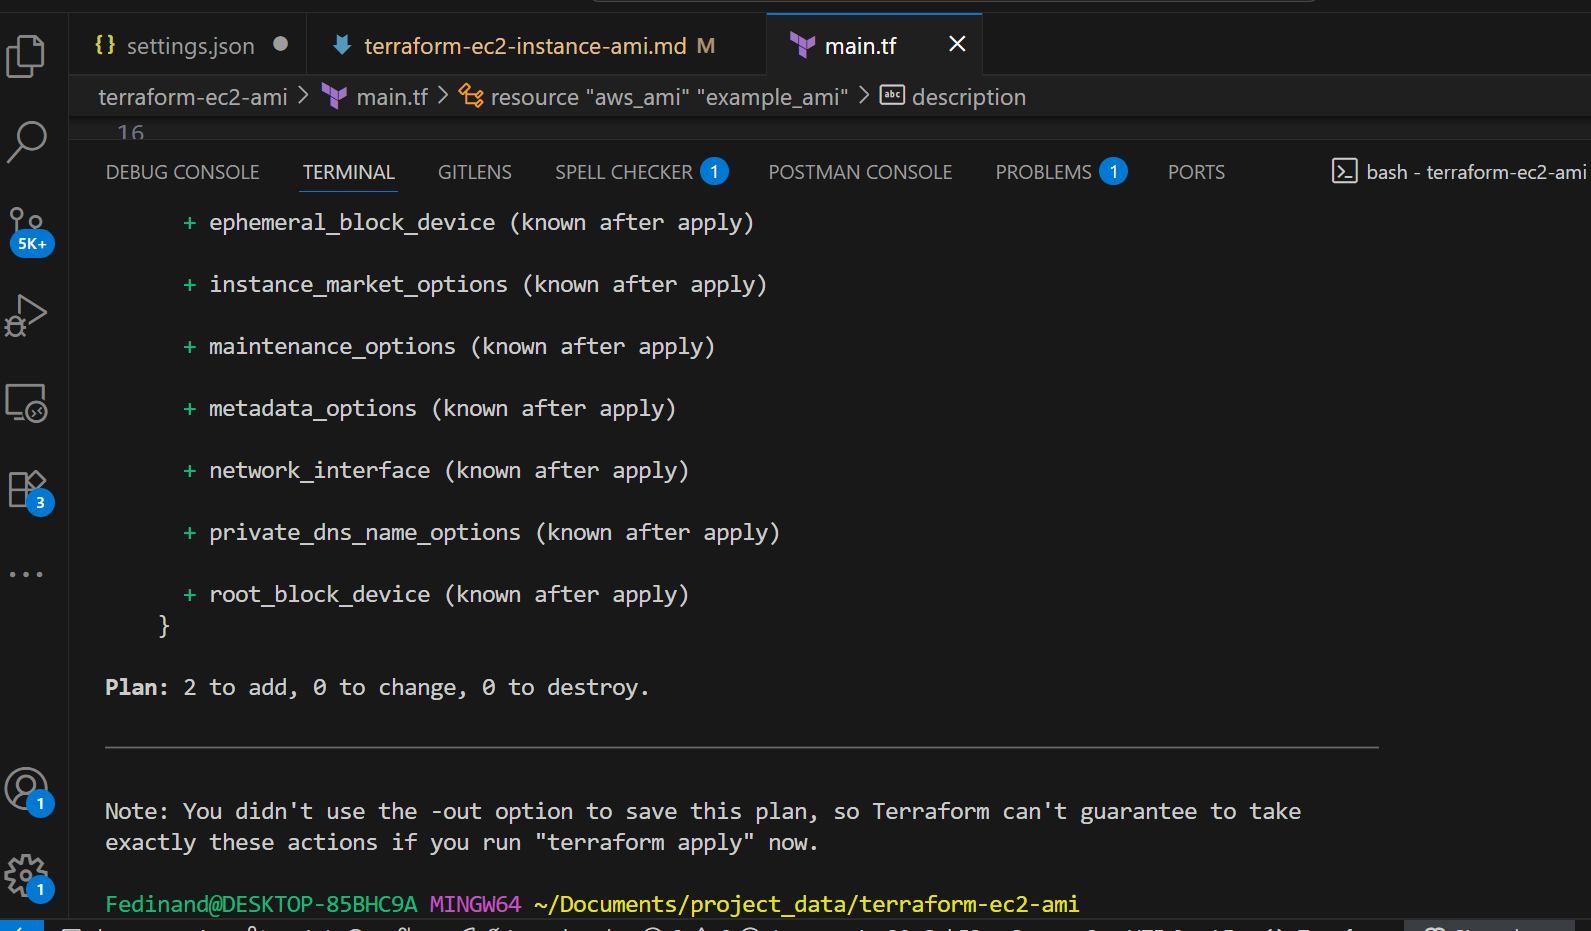 {} settings.json
terraform-ec2-instance-ami.md M
main.tf
terraform-ec2-ami > main.tf > resource "aws_ami" "example_ami" > abc description
16
DEBUG CONSOLE TERMINAL GITLENS SPELL CHECKER 1 POSTMAN CONSOLE PROBLEMS 1 PORTS bash - terraform-ec2-ami
5K+
3
1
1
+ ephemeral_block_device (known after apply)
+ instance_market_options (known after apply)
+ maintenance_options (known after apply)
+ metadata_options (known after apply)
+ network_interface (known after apply)
+ private_dns_name_options (known after apply)
+ root_block_device (known after apply)
}
Plan: 2 to add, 0 to change, 0 to destroy.
Note: You didn't use the -out option to save this plan, so Terraform can't guarantee to take
exactly these actions if you run "terraform apply" now.
Fedinand@DESKTOP-85BHC9A MINGW64 ~/Documents/project_data/terraform-ec2-ami